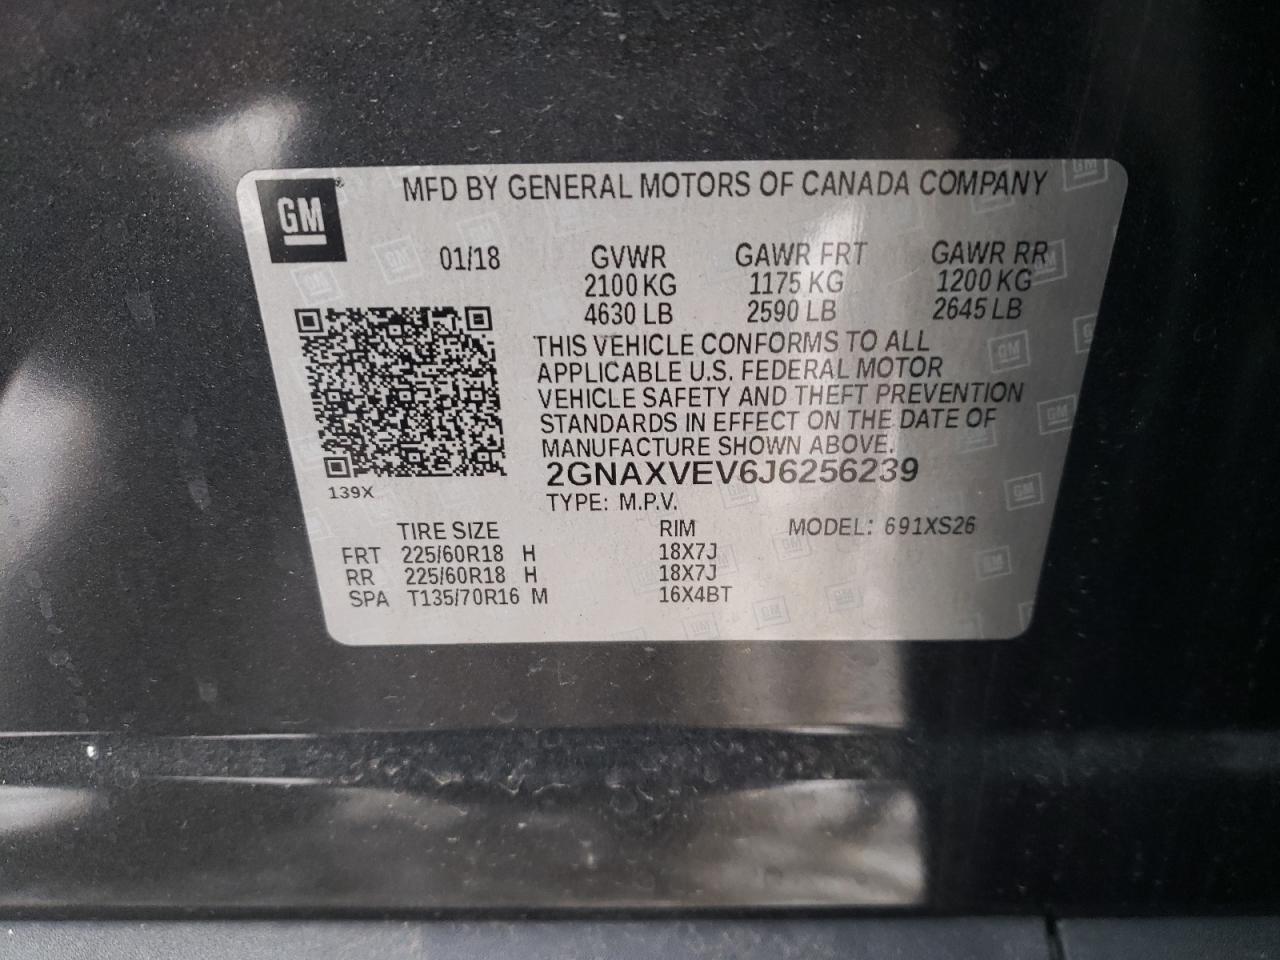 GM
MFD BY GENERAL MOTORS OF CANADA COMPANY
01/18 GVWR GAWR FRT GAWR RR
2100 KG 1175 KG 1200 KG
4630 LB 2590 LB 2645 LB
THIS VEHICLE CONFORMS TO ALL
APPLICABLE U.S. FEDERAL MOTOR
VEHICLE SAFETY AND THEFT PREVENTION
STANDARDS IN EFFECT ON THE DATE OF
MANUFACTURE SHOWN ABOVE.
2GNAXVEV6J6256239
139X
TYPE: M.P.V.
TIRE SIZE RIM MODEL: 691XS26
FRT 225/60R18 H 18X7J
RR 225/60R18 H 18X7J
SPA T135/70R16 M 16X4BT